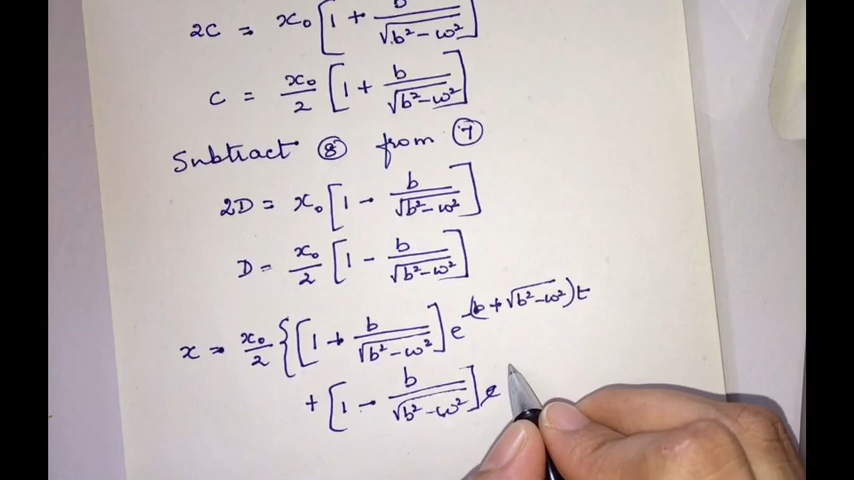 2C = x₀ [1 + b/√(b²-ω²)]
C = x₀/2 [1 + b/√(b²-ω²)]
Subtract ⑧ from ⑦
2D = x₀ [1 - b/√(b²-ω²)]
D = x₀/2 [1 - b/√(b²-ω²)]
x = x₀/2 {[1 + b/√(b²-ω²)] e^-(b+√(b²-ω²))t
+ [1 - b/√(b²-ω²)] e